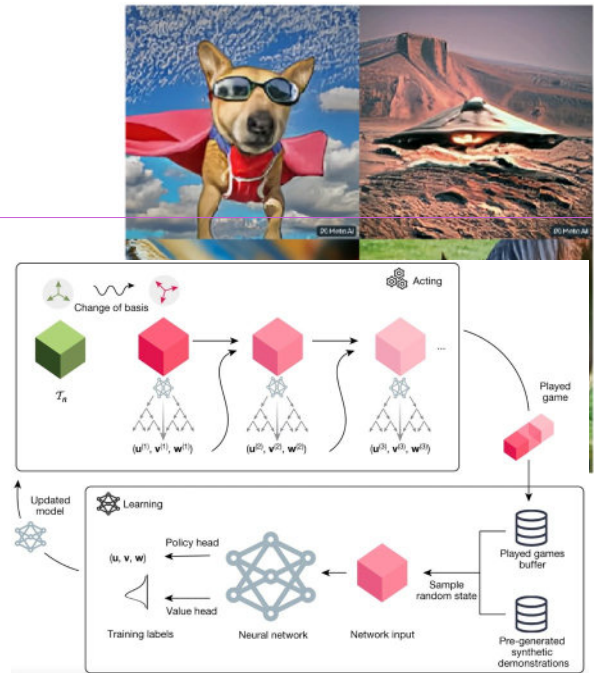 Meta AI
Meta AI
Acting
Change of basis
𝒯ₙ
...
(u⁽¹⁾, v⁽¹⁾, w⁽¹⁾)
(u⁽²⁾, v⁽²⁾, w⁽²⁾)
(u⁽³⁾, v⁽³⁾, w⁽³⁾)
Played
game
Updated
model
Learning
Policy head
(u, v, w)
Value head
Training labels
Neural network
Network input
Sample
random state
Played games
buffer
Pre-generated
synthetic
demonstrations